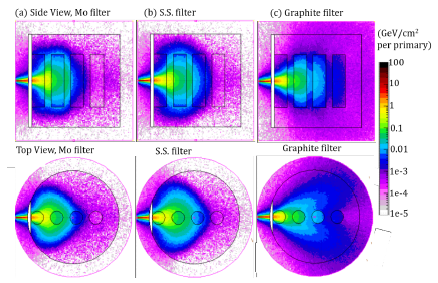 (a) Side View, Mo filter
(b) S.S. filter
(c) Graphite filter
(GeV/cm²
per primary)
100
10
1
0.1
0.01
1e-3
1e-4
1e-5
Top View, Mo filter
S.S. filter
Graphite filter